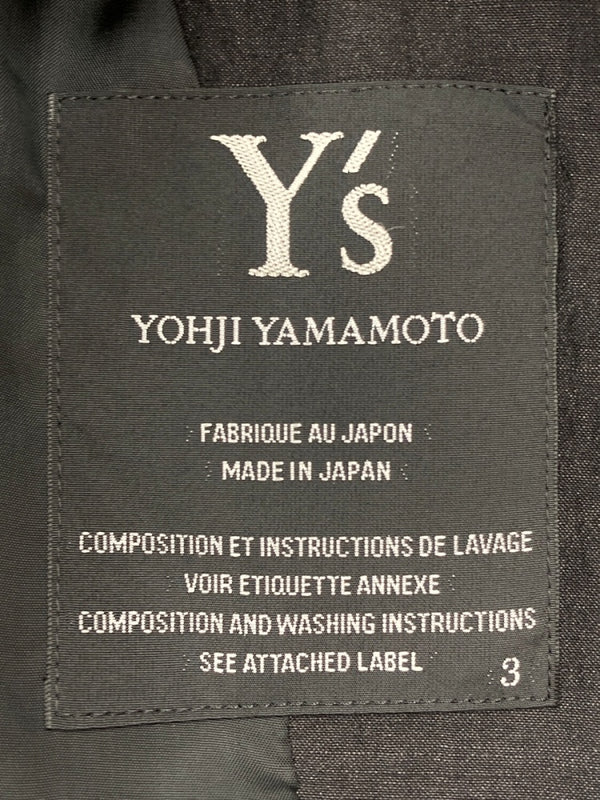 Y's
YOHJI YAMAMOTO
FABRIQUE AU JAPON
MADE IN JAPAN
COMPOSITION ET INSTRUCTIONS DE LAVAGE
VOIR ETIQUETTE ANNEXE
COMPOSITION AND WASHING INSTRUCTIONS
SEE ATTACHED LABEL
3